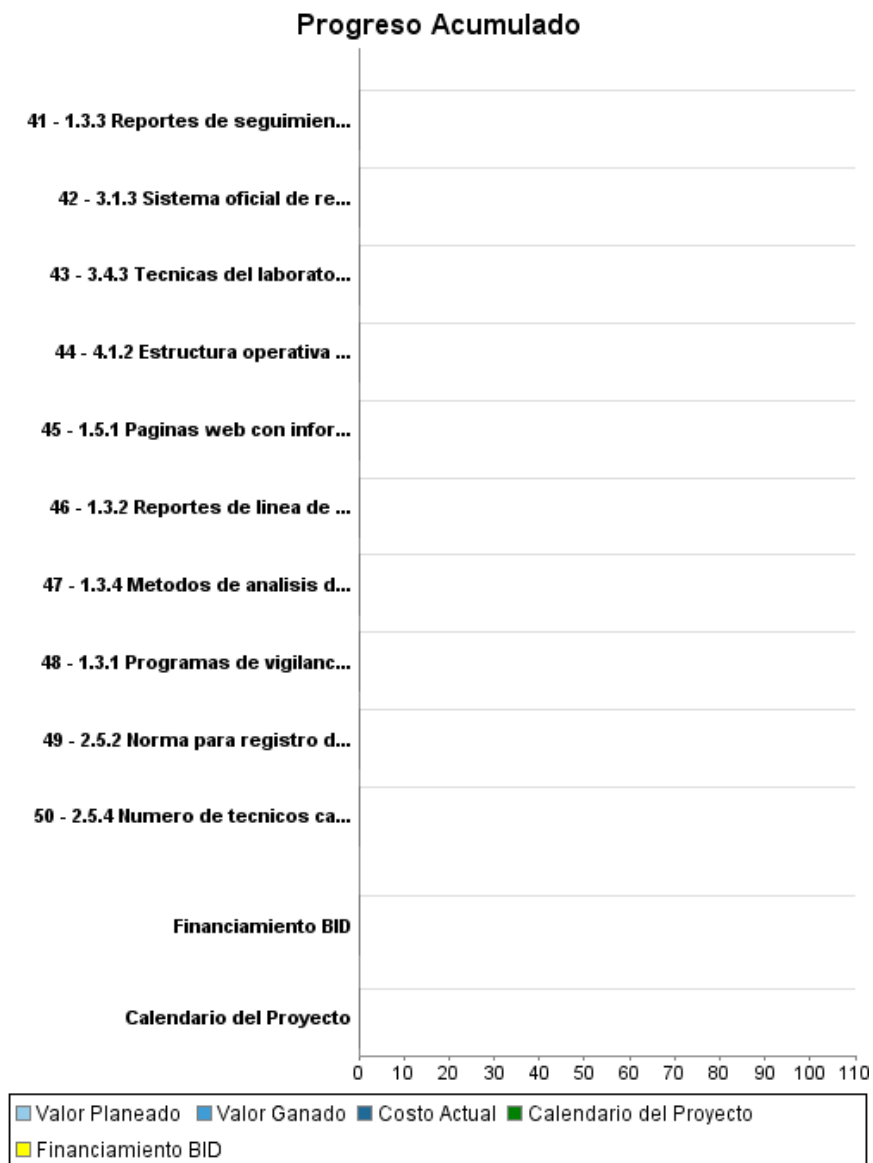 Progreso Acumulado
41 - 1.3.3 Reportes de seguimien...
42 - 3.1.3 Sistema oficial de re...
43 - 3.4.3 Tecnicas del laborato...
44 - 4.1.2 Estructura operativa ...
45 - 1.5.1 Paginas web con infor...
46 - 1.3.2 Reportes de linea de ...
47 - 1.3.4 Metodos de analisis d...
48 - 1.3.1 Programas de vigilanc...
49 - 2.5.2 Norma para registro d...
50 - 2.5.4 Numero de tecnicos ca...
Financiamiento BID
Calendario del Proyecto
0 10 20 30 40 50 60 70 80 90 100 110
Valor Planeado Valor Ganado Costo Actual Calendario del Proyecto
Financiamiento BID